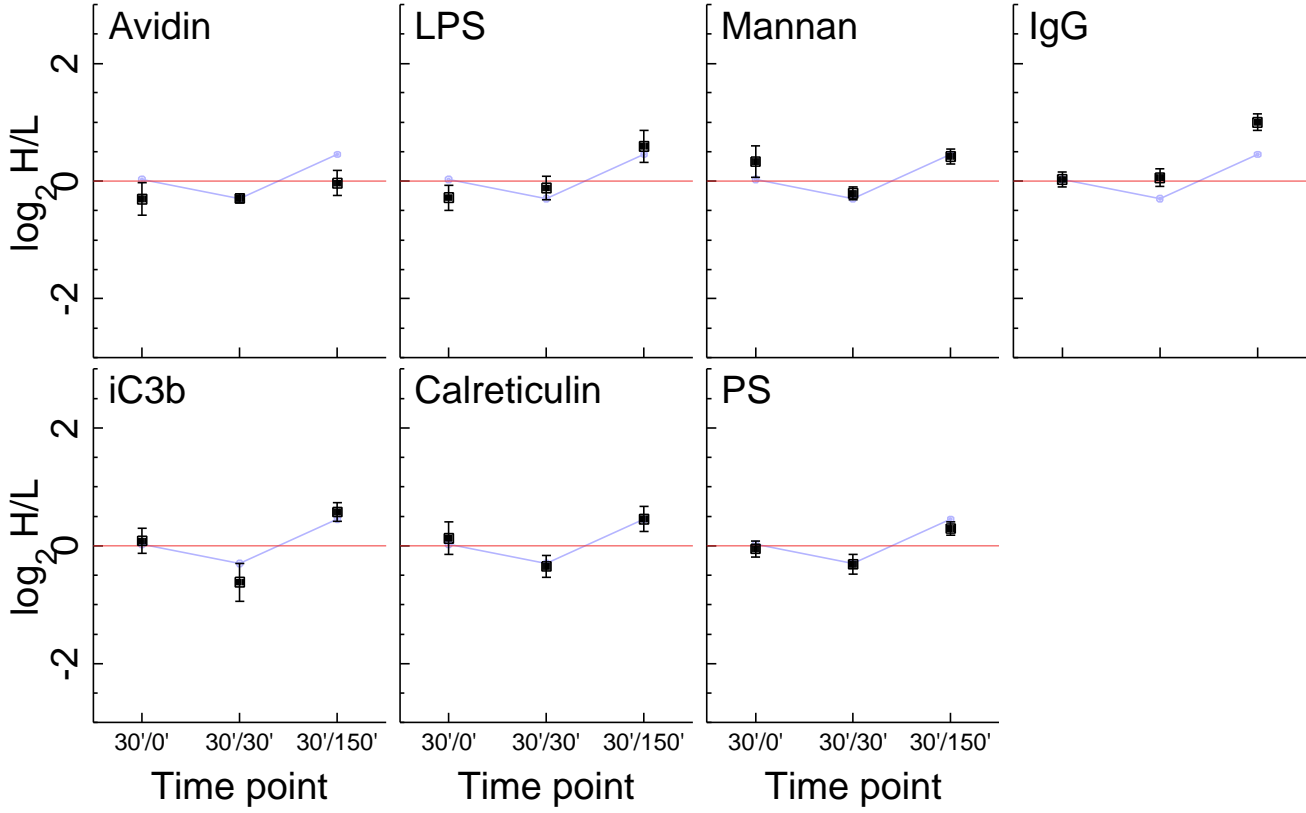 Avidin
LPS
Mannan
IgG
log2 H/L
2
0
-2
iC3b
Calreticulin
PS
log2 H/L
2
0
-2
30'/0' 30'/30' 30'/150'
30'/0' 30'/30' 30'/150'
30'/0' 30'/30' 30'/150'
Time point
Time point
Time point